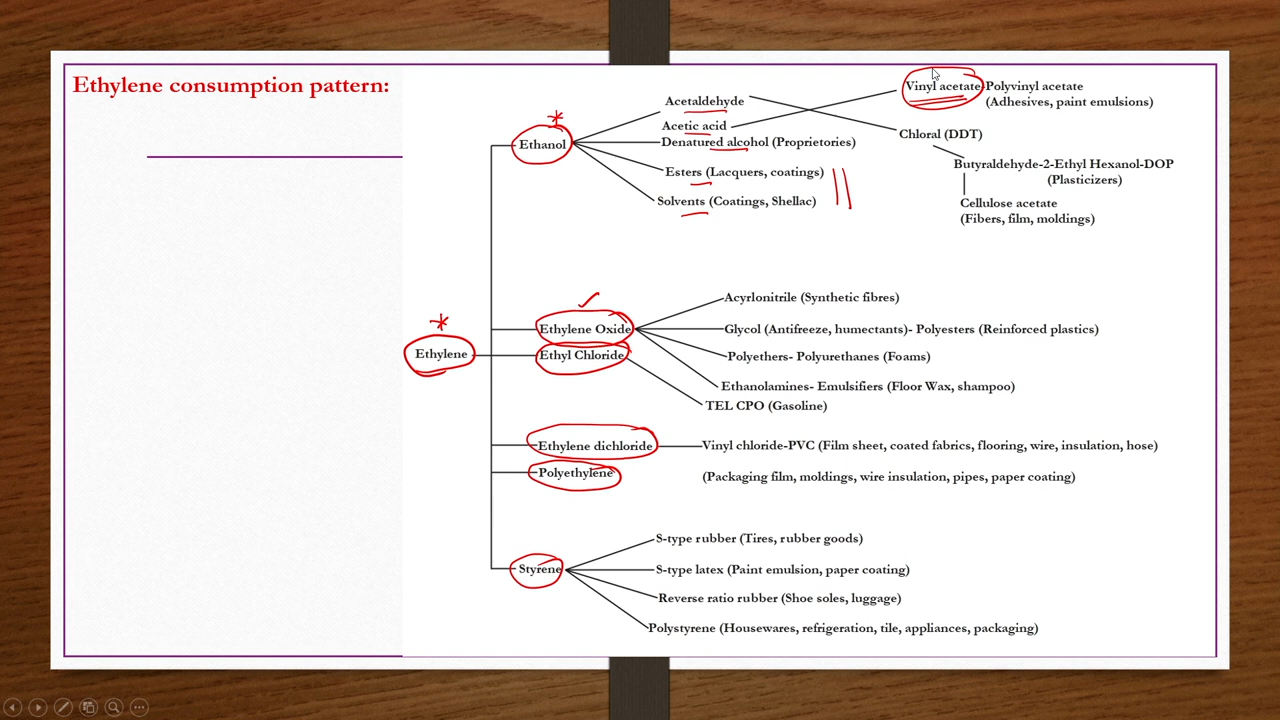 Ethylene consumption pattern:
Acetaldehyde
Acetic acid
Ethanol
Denatured alcohol (Proprietories)
Esters (Lacquers, coatings)
Solvents (Coatings, Shellac)
Vinyl acetate Polyvinyl acetate
(Adhesives, paint emulsions)
Chloral (DDT)
Butyraldehyde-2-Ethyl Hexanol-DOP
(Plasticizers)
Cellulose acetate
(Fibers, film, moldings)
Ethylene
Ethylene Oxide
Ethyl Chloride
Acyrlonitrile (Synthetic fibres)
Glycol (Antifreeze, humectants)- Polyesters (Reinforced plastics)
Polyethers- Polyurethanes (Foams)
Ethanolamines- Emulsifiers (Floor Wax, shampoo)
TEL CPO (Gasoline)
Ethylene dichloride
Vinyl chloride-PVC (Film sheet, coated fabrics, flooring, wire, insulation, hose)
Polyethylene
(Packaging film, moldings, wire insulation, pipes, paper coating)
Styrene
S-type rubber (Tires, rubber goods)
S-type latex (Paint emulsion, paper coating)
Reverse ratio rubber (Shoe soles, luggage)
Polystyrene (Housewares, refrigeration, tile, appliances, packaging)